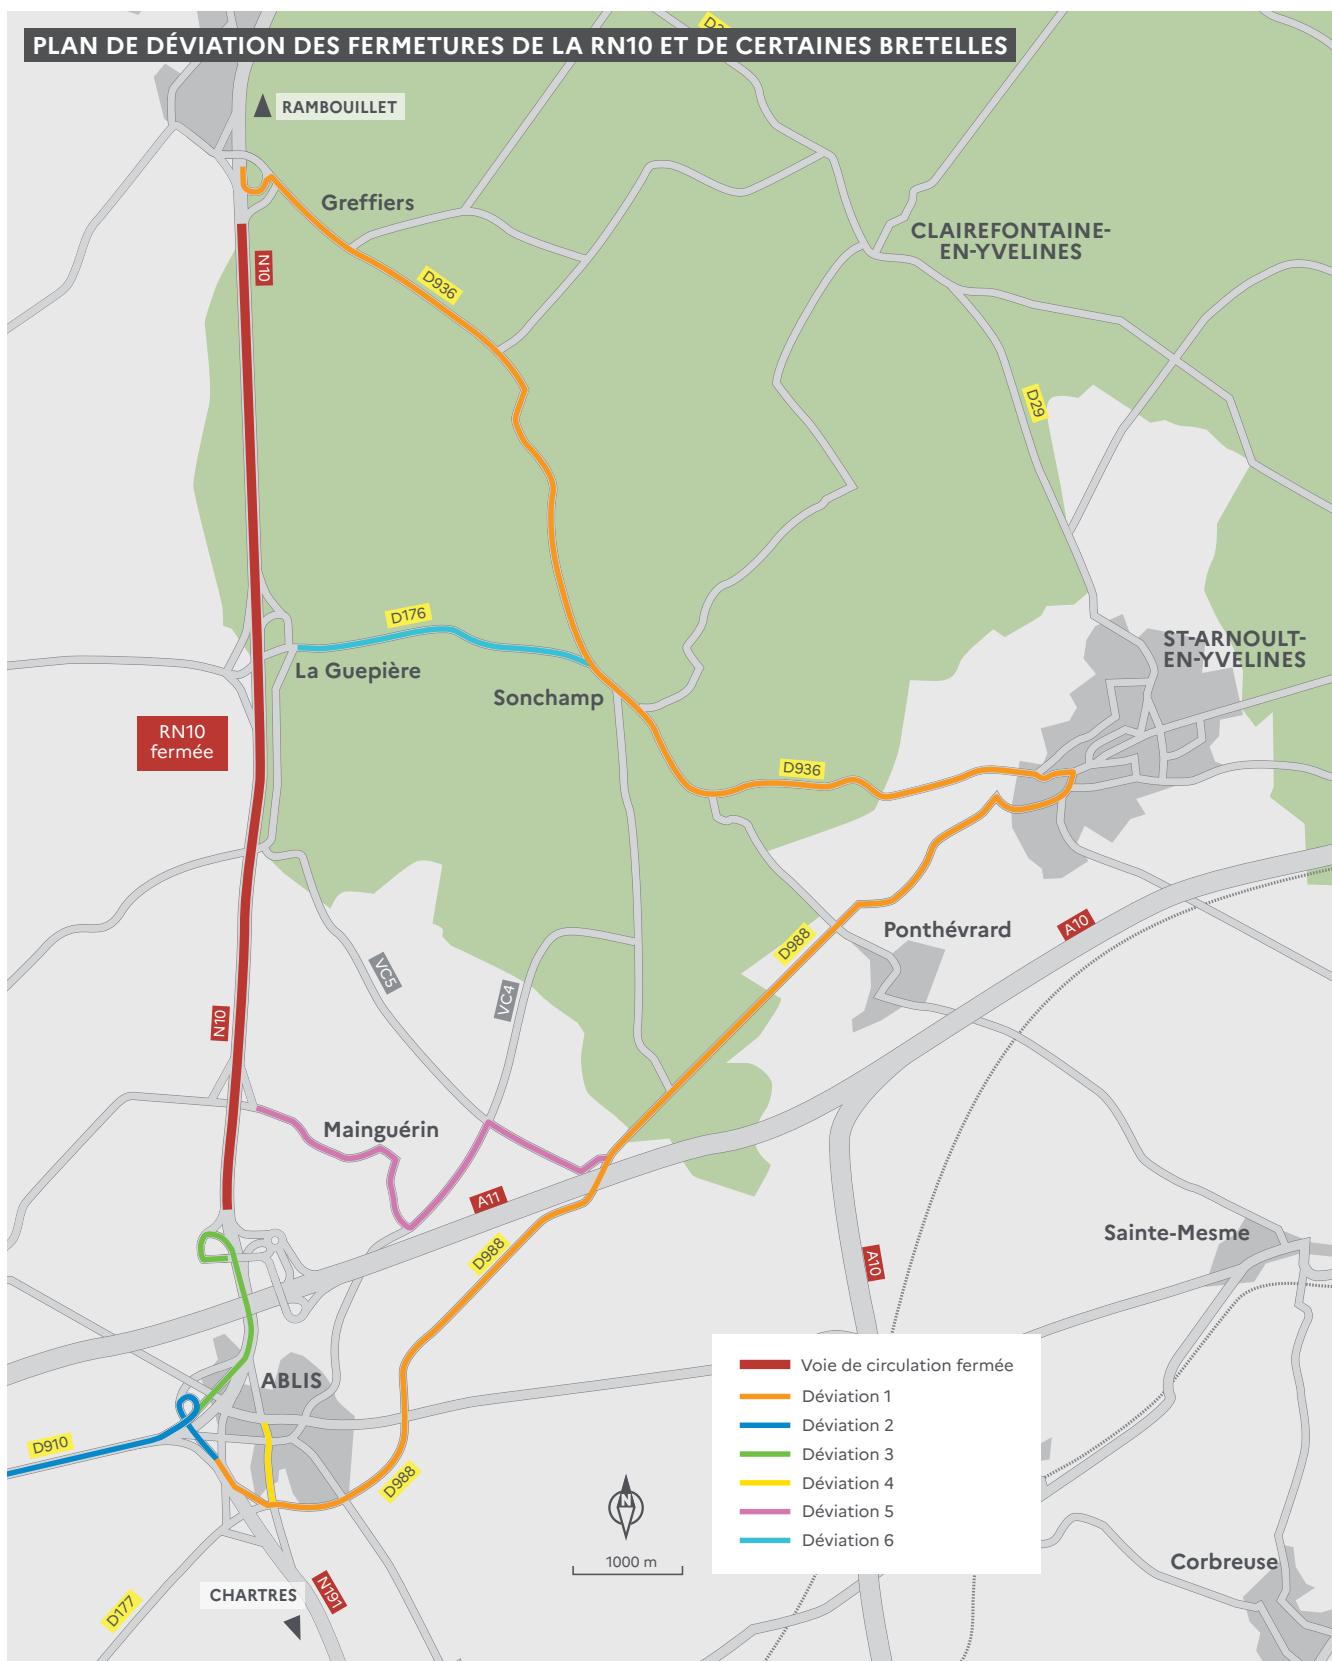 PLAN DE DÉVIATION DES FERMETURES DE LA RN10 ET DE CERTAINES BRETELLES
RAMBOUILLET
Greffiers
CLAIREFONTAINE-
EN-YVELINES
N10
D936
D29
D176
ST-ARNOULT-
EN-YVELINES
La Guepière
Sonchamp
RN10
fermée
D936
Ponthévrard
A10
D988
VC5
VC4
N10
Mainguérin
A11
D988
Sainte-Mesme
A10
ABLIS
D910
D988
Voie de circulation fermée
Déviation 1
Déviation 2
Déviation 3
Déviation 4
Déviation 5
Déviation 6
N
1000 m
Corbreuse
CHARTRES
N191
D177